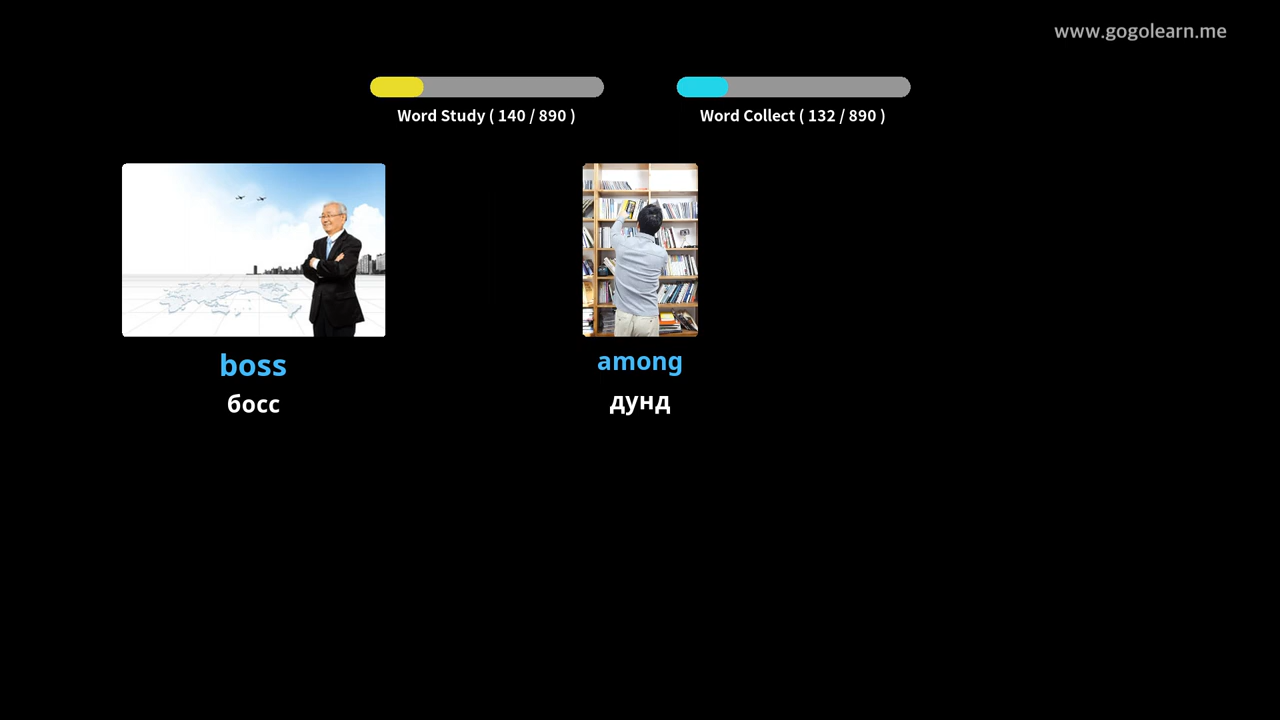 www.gogolearn.me
Word Study ( 140 / 890 )
Word Collect ( 132 / 890 )
boss
босс
among
дунд